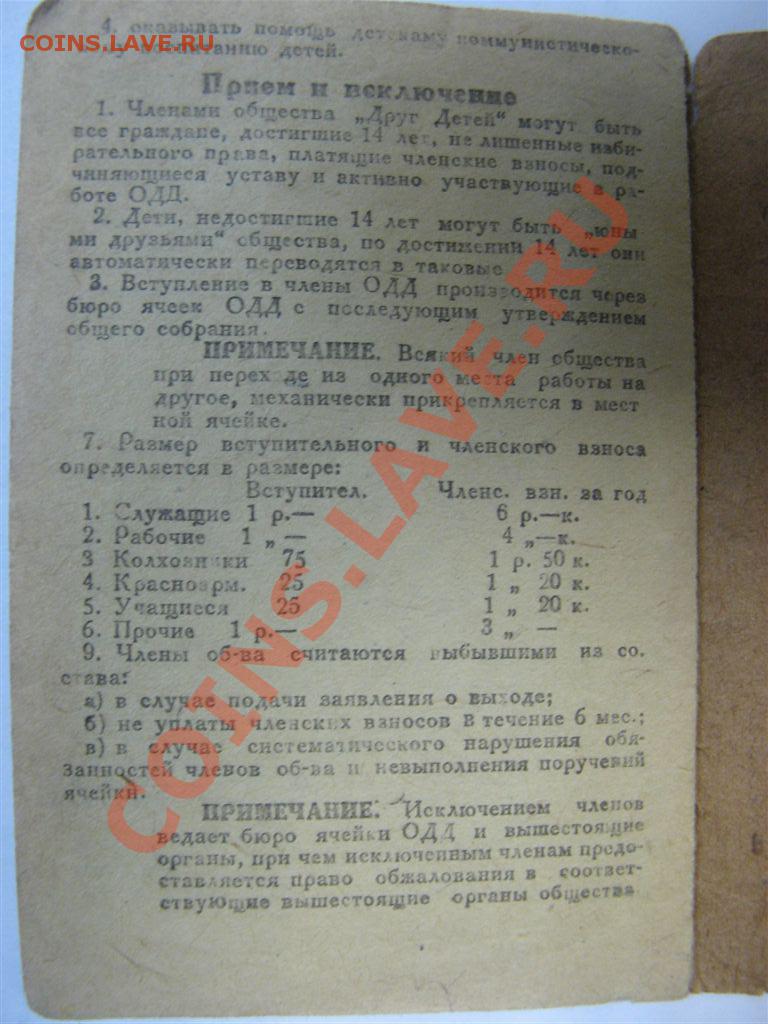 4. оказывать помощь детскому коммунистическо-
COINS.LAVE.RU
му воспитанию детей.
Прием и исключение
1. Членами общества „Друг Детей“ могут быть
все граждане, достигшие 14 лет, не лишенные изби-
рательного права, платящие членские взносы, под-
чиняющиеся уставу и активно участвующие в ра-
боте ОДД.
2. Дети, недостигшие 14 лет могут быть „юны-
ми друзьями“ общества, по достижении 14 лет они
автоматически переводятся в таковые
3. Вступление в члены ОДД производится через
бюро ячеек ОДД с последующим утверждением
общего собрания.
ПРИМЕЧАНИЕ. Всякий член общества
при перех де из одного места работы на
другое, механически прикрепляется в мест
ной ячейке.
7. Размер вступительного и членского взноса
определяется в размере:
Вступител. Членс. взн. за год
1. Служащие 1 р.— 6 р.—к.
2. Рабочие 1 „ — 4 „—к.
3 Колхозники 75 1 р. 50 к.
4. Красноарм. 25 1 „ 20 к.
5. Учащиеся 25 1 „ 20 к.
6. Прочие 1 р.— 3 „ —
9. Члены об-ва считаются выбывшими из со-
става:
а) в случае подачи заявления о выходе;
б) не уплаты членских взносов в течение 6 мес.;
в) в случае систематического нарушения обя-
занностей членов об-ва и невыполнения поручений
ячейки.
ПРИМЕЧАНИЕ. Исключением членов
ведает бюро ячейки ОДД и вышестоящие
органы, при чем исключенным членам предо-
ставляется право обжалования в соответ-
ствующие вышестоящие органы общества
COINS.LAVE.RU